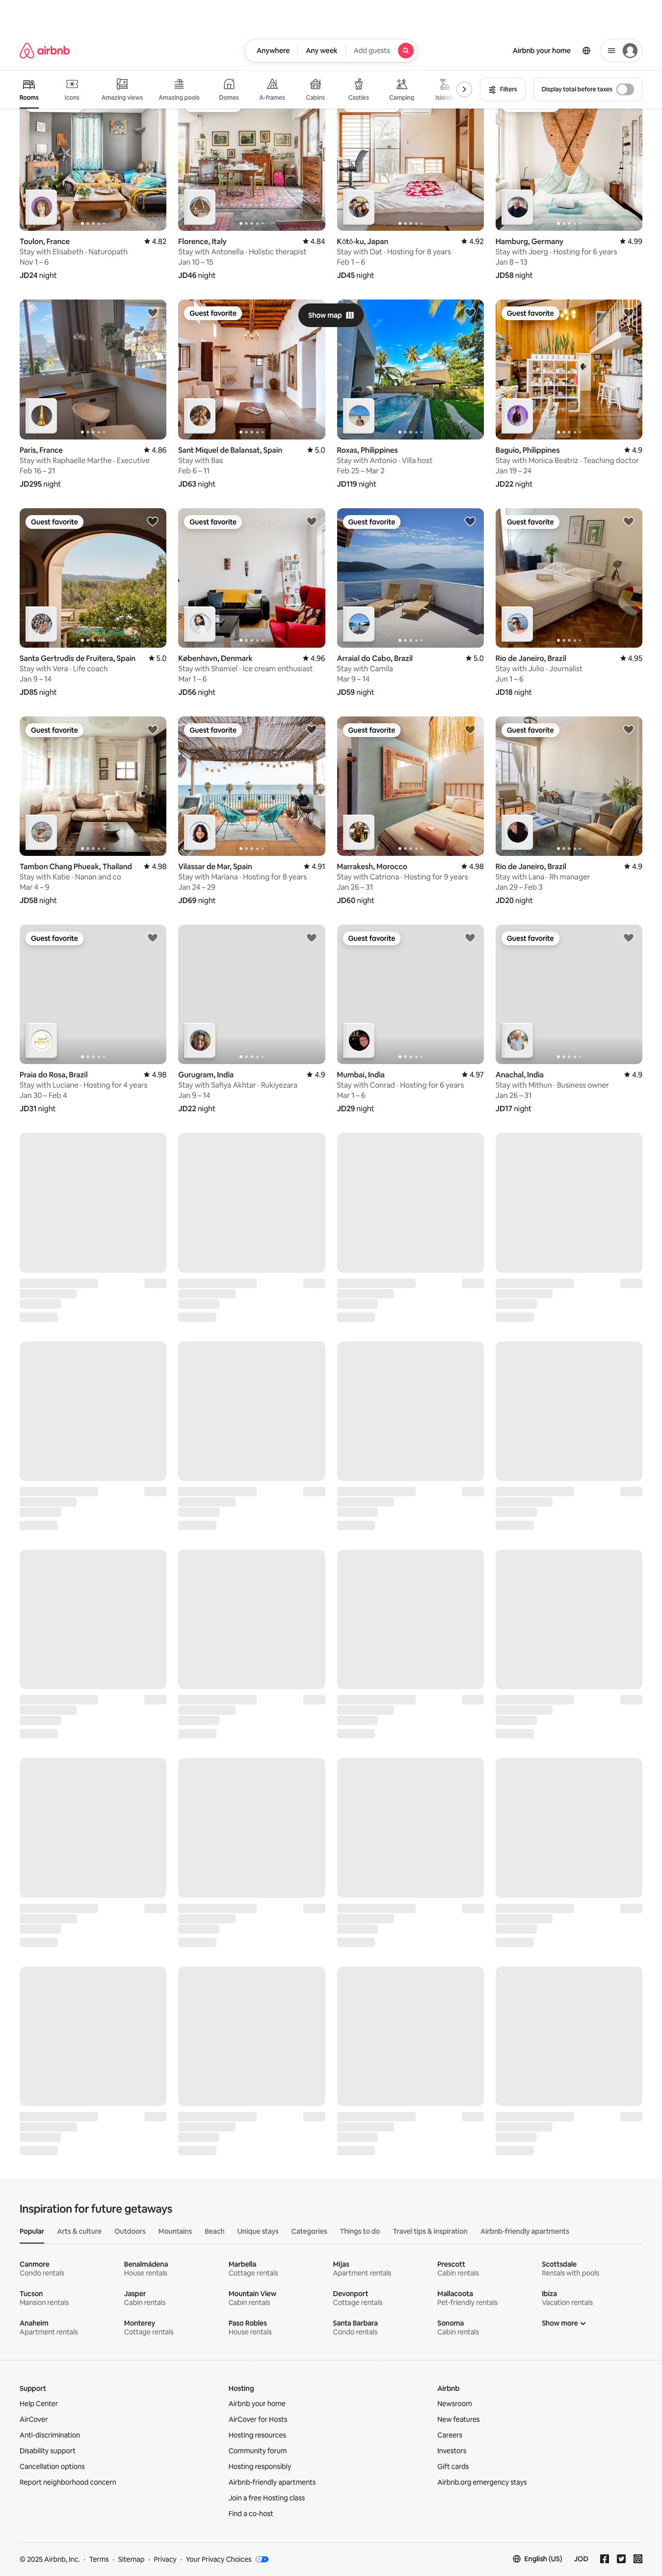 airbnb
Anywhere Any week Add guests
Airbnb your home
Rooms Icons Amazing views Amazing pools Domes A-frames Cabins Castles Camping
Filters
Display total before taxes
Toulon, France 4.82
Stay with Elisabeth · Naturopath
Nov 1 – 6
JD24 night
Florence, Italy 4.84
Stay with Antonella · Holistic therapist
Jan 10 – 15
JD46 night
Kōtō-ku, Japan 4.92
Stay with Dat · Hosting for 8 years
Feb 1 – 6
JD45 night
Hamburg, Germany 4.99
Stay with Joerg · Hosting for 6 years
Jan 8 – 13
JD58 night
Show map
Paris, France 4.86
Stay with Raphaelle Marthe · Executive
Feb 16 – 21
JD295 night
Guest favorite
Sant Miquel de Balansat, Spain 5.0
Stay with Bas
Feb 6 – 11
JD63 night
Roxas, Philippines
Stay with Antonio · Villa host
Feb 25 – Mar 2
JD119 night
Guest favorite
Baguio, Philippines 4.9
Stay with Monica Beatriz · Teaching doctor
Jan 19 – 24
JD22 night
Guest favorite
Santa Gertrudis de Fruitera, Spain 5.0
Stay with Vera · Life coach
Jan 9 – 14
JD85 night
Guest favorite
København, Denmark 4.96
Stay with Shamiel · Ice cream enthusiast
Mar 1 – 6
JD56 night
Guest favorite
Arraial do Cabo, Brazil 5.0
Stay with Camila
Mar 9 – 14
JD59 night
Guest favorite
Rio de Janeiro, Brazil 4.95
Stay with Julio · Journalist
Jun 1 – 6
JD18 night
Guest favorite
Tambon Chang Phueak, Thailand 4.98
Stay with Katie · Nanan and co
Mar 4 – 9
JD58 night
Guest favorite
Vilassar de Mar, Spain 4.91
Stay with Mariana · Hosting for 8 years
Jan 24 – 29
JD69 night
Guest favorite
Marrakesh, Morocco 4.98
Stay with Catriona · Hosting for 9 years
Jan 26 – 31
JD60 night
Guest favorite
Rio de Janeiro, Brazil 4.9
Stay with Lana · Rh manager
Jan 29 – Feb 3
JD20 night
Guest favorite
Praia do Rosa, Brazil 4.98
Stay with Luciane · Hosting for 4 years
Jan 30 – Feb 4
JD31 night
Gurugram, India 4.9
Stay with Safiya Akhtar · Rukiyezara
Jan 9 – 14
JD22 night
Guest favorite
Mumbai, India 4.97
Stay with Conrad · Hosting for 6 years
Mar 1 – 6
JD29 night
Guest favorite
Anachal, India 4.9
Stay with Mithun · Business owner
Jan 26 – 31
JD17 night
Inspiration for future getaways
Popular Arts & culture Outdoors Mountains Beach Unique stays Categories Things to do Travel tips & inspiration Airbnb-friendly apartments
Canmore
Condo rentals
Benalmádena
House rentals
Marbella
Cottage rentals
Mijas
Apartment rentals
Prescott
Cabin rentals
Scottsdale
Rentals with pools
Tucson
Mansion rentals
Jasper
Cabin rentals
Mountain View
Cabin rentals
Devonport
Cottage rentals
Mallacoota
Pet-friendly rentals
Ibiza
Vacation rentals
Anaheim
Apartment rentals
Monterey
Cottage rentals
Paso Robles
House rentals
Santa Barbara
Condo rentals
Sonoma
Cabin rentals
Show more
Support
Help Center
AirCover
Anti-discrimination
Disability support
Cancellation options
Report neighborhood concern
Hosting
Airbnb your home
AirCover for Hosts
Hosting resources
Community forum
Hosting responsibly
Airbnb-friendly apartments
Join a free Hosting class
Find a co-host
Airbnb
Newsroom
New features
Careers
Investors
Gift cards
Airbnb.org emergency stays
© 2025 Airbnb, Inc. · Terms · Sitemap · Privacy · Your Privacy Choices
English (US) JOD